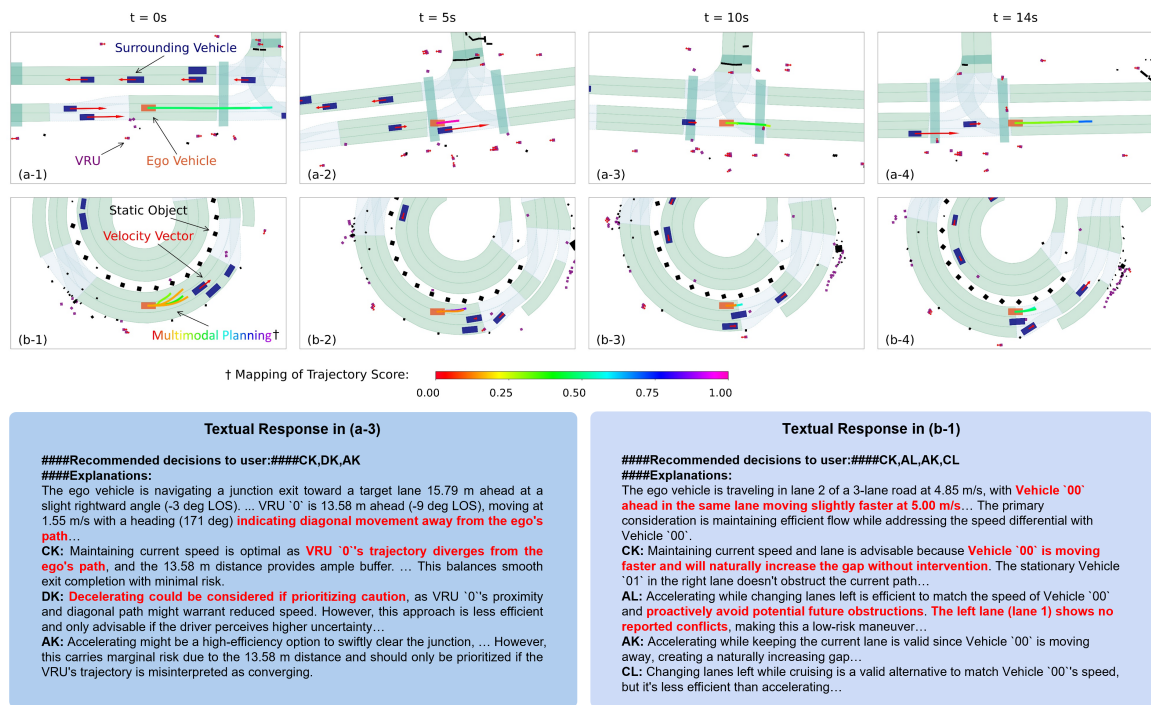 t = 0s
t = 5s
t = 10s
t = 14s
Surrounding Vehicle
VRU
Ego Vehicle
(a-1)
(a-2)
(a-3)
(a-4)
Static Object
Velocity Vector
Multimodal Planning†
(b-1)
(b-2)
(b-3)
(b-4)
† Mapping of Trajectory Score:
0.00
0.25
0.50
0.75
1.00
Textual Response in (a-3)
####Recommended decisions to user:####CK,DK,AK
####Explanations:
The ego vehicle is navigating a junction exit toward a target lane 15.79 m ahead at a
slight rightward angle (-3 deg LOS). ... VRU `0` is 13.58 m ahead (-9 deg LOS), moving at
1.55 m/s with a heading (171 deg) indicating diagonal movement away from the ego's
path…
CK: Maintaining current speed is optimal as VRU `0`'s trajectory diverges from the
ego's path, and the 13.58 m distance provides ample buffer. … This balances smooth
exit completion with minimal risk.
DK: Decelerating could be considered if prioritizing caution, as VRU `0`'s proximity
and diagonal path might warrant reduced speed. However, this approach is less efficient
and only advisable if the driver perceives higher uncertainty…
AK: Accelerating might be a high-efficiency option to swiftly clear the junction, … However,
this carries marginal risk due to the 13.58 m distance and should only be prioritized if the
VRU's trajectory is misinterpreted as converging.
Textual Response in (b-1)
####Recommended decisions to user:####CK,AL,AK,CL
####Explanations:
The ego vehicle is traveling in lane 2 of a 3-lane road at 4.85 m/s, with Vehicle `00`
ahead in the same lane moving slightly faster at 5.00 m/s… The primary
consideration is maintaining efficient flow while addressing the speed differential with
Vehicle `00`.
CK: Maintaining current speed and lane is advisable because Vehicle `00` is moving
faster and will naturally increase the gap without intervention. The stationary Vehicle
`01` in the right lane doesn't obstruct the current path…
AL: Accelerating while changing lanes left is efficient to match the speed of Vehicle `00`
and proactively avoid potential future obstructions. The left lane (lane 1) shows no
reported conflicts, making this a low-risk maneuver…
AK: Accelerating while keeping the current lane is valid since Vehicle `00` is moving
away, creating a naturally increasing gap…
CL: Changing lanes left while cruising is a valid alternative to match Vehicle `00`'s speed,
but it's less efficient than accelerating…